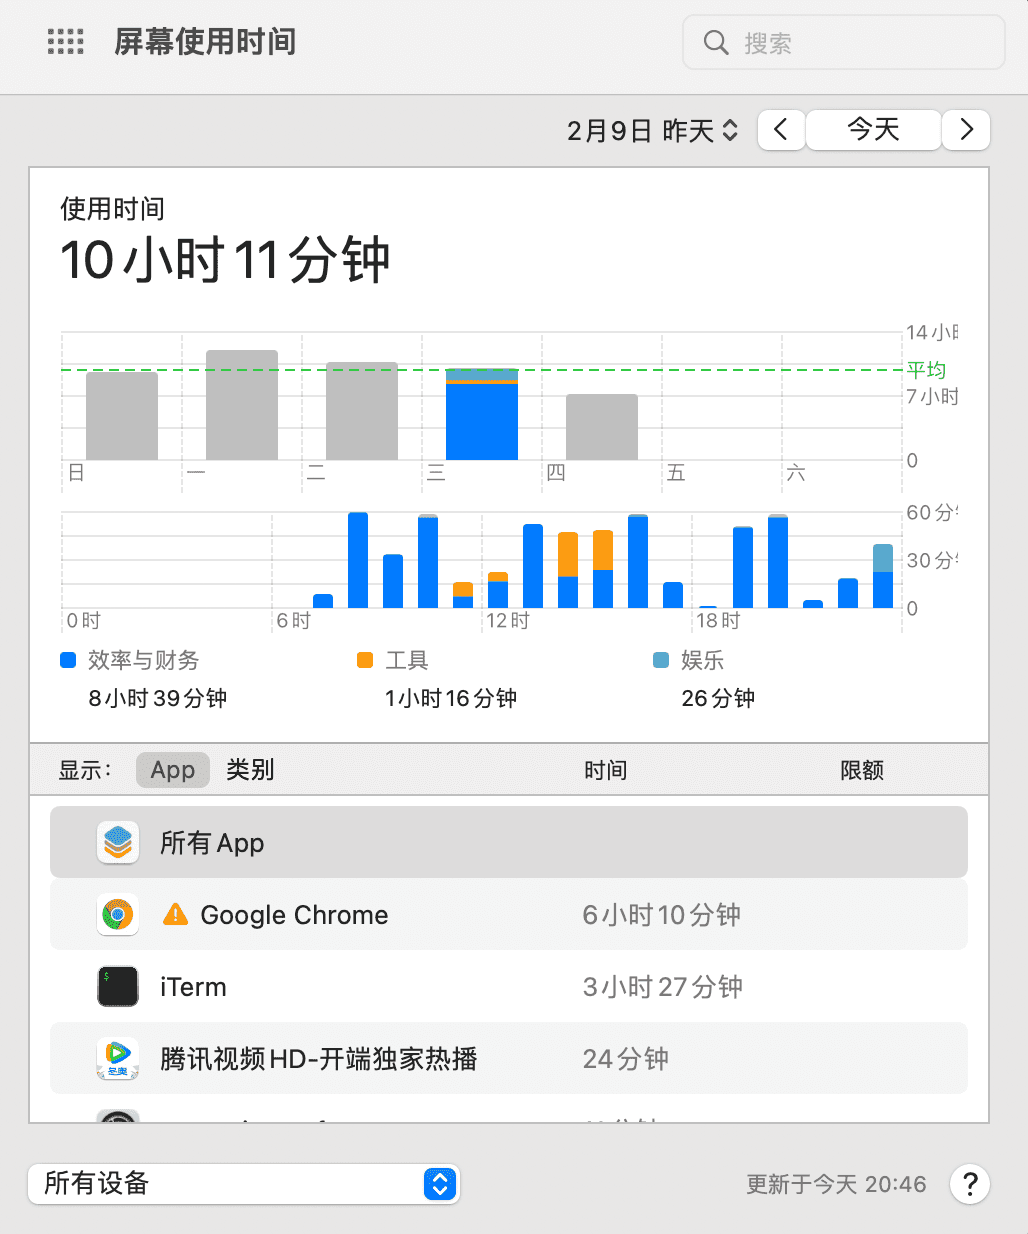 屏幕使用时间
搜索
2月9日 昨天
今天
使用时间
10小时11分钟
14小时
平均
7小时
0
日 一 二 三 四 五 六
60分
30分
0
0时 6时 12时 18时
效率与财务 工具 娱乐
8小时39分钟 1小时16分钟 26分钟
显示： App 类别 时间 限额
所有App
Google Chrome 6小时10分钟
iTerm 3小时27分钟
腾讯视频HD-开端独家热播 24分钟
所有设备
更新于今天 20:46 ?